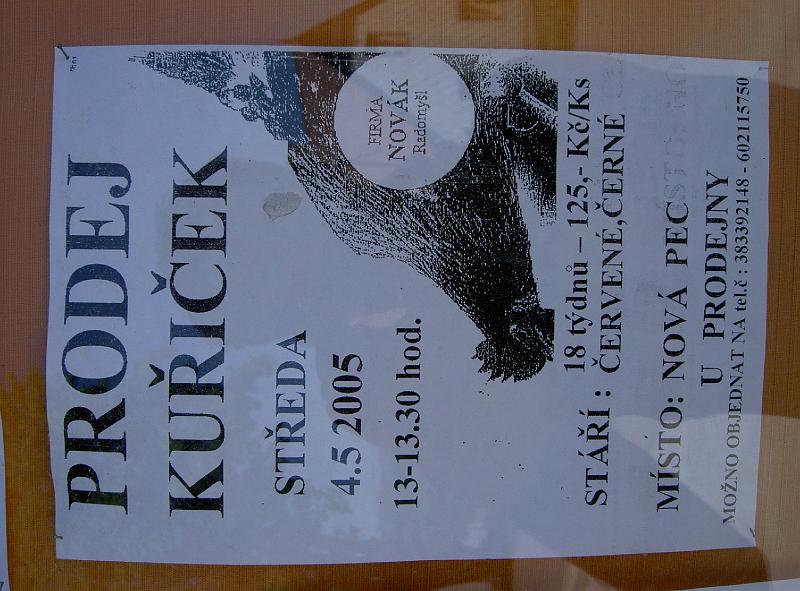 PRODEJ
KUŘIČEK
FIRMA
NOVÁK
Radomyšl
STŘEDA
4.5 2005
13-13.30 hod.
18 týdnů – 125,- Kč/Ks
STÁŘÍ : ČERVENÉ,ČERNÉ
MÍSTO: NOVÁ PEC
U PRODEJNY
MOŽNO OBJEDNAT NA tel.č : 383392148 - 602115750